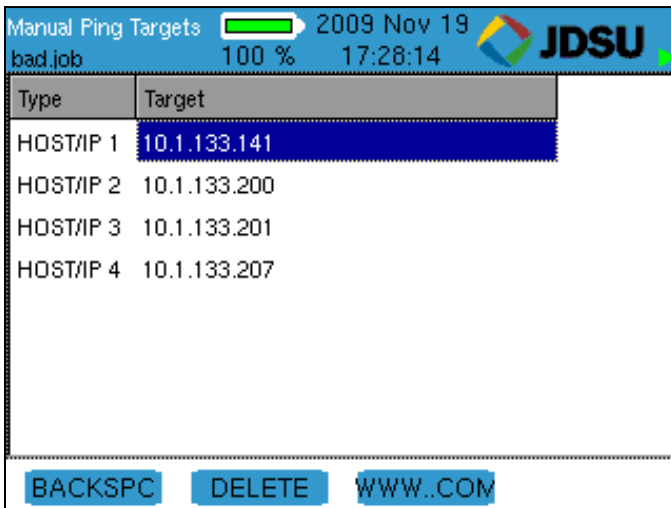 Manual Ping Targets 2009 Nov 19 JDSU
bad.job 100 % 17:28:14
Type Target
HOST/IP 1 10.1.133.141
HOST/IP 2 10.1.133.200
HOST/IP 3 10.1.133.201
HOST/IP 4 10.1.133.207
BACKSPC DELETE WWW..COM